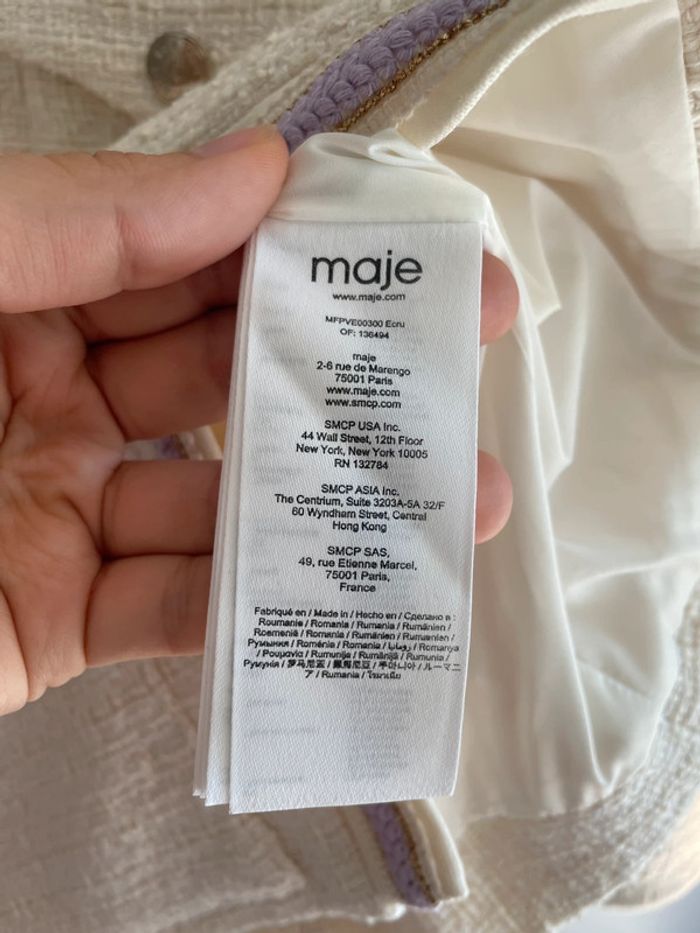 maje
www.maje.com
MFPVE00300 Ecru
OF: 136494
maje
2-6 rue de Marengo
75001 Paris
www.maje.com
www.smcp.com
SMCP USA Inc.
44 Wall Street, 12th Floor
New York, New York 10005
RN 132784
SMCP ASIA Inc.
The Centrium, Suite 3203A-5A 32/F
60 Wyndham Street, Central
Hong Kong
SMCP SAS,
49, rue Etienne Marcel,
75001 Paris,
France
Fabriqué en / Made in / Hecho en / Сделано в :
Roumanie / Romania / Rumania / Rumänien /
Roemenië / Romania / Rumänien / Rumænien /
Румыния / Roménia / Romania / رومانيا / Romanya
/ Ρουμανία / Rumunija / Rumānijā / Rumunia /
Румунія / 罗马尼亚 / 羅馬尼亞 / 루마니아 / ルーマニ
ア / Rumania / โรมาเนีย